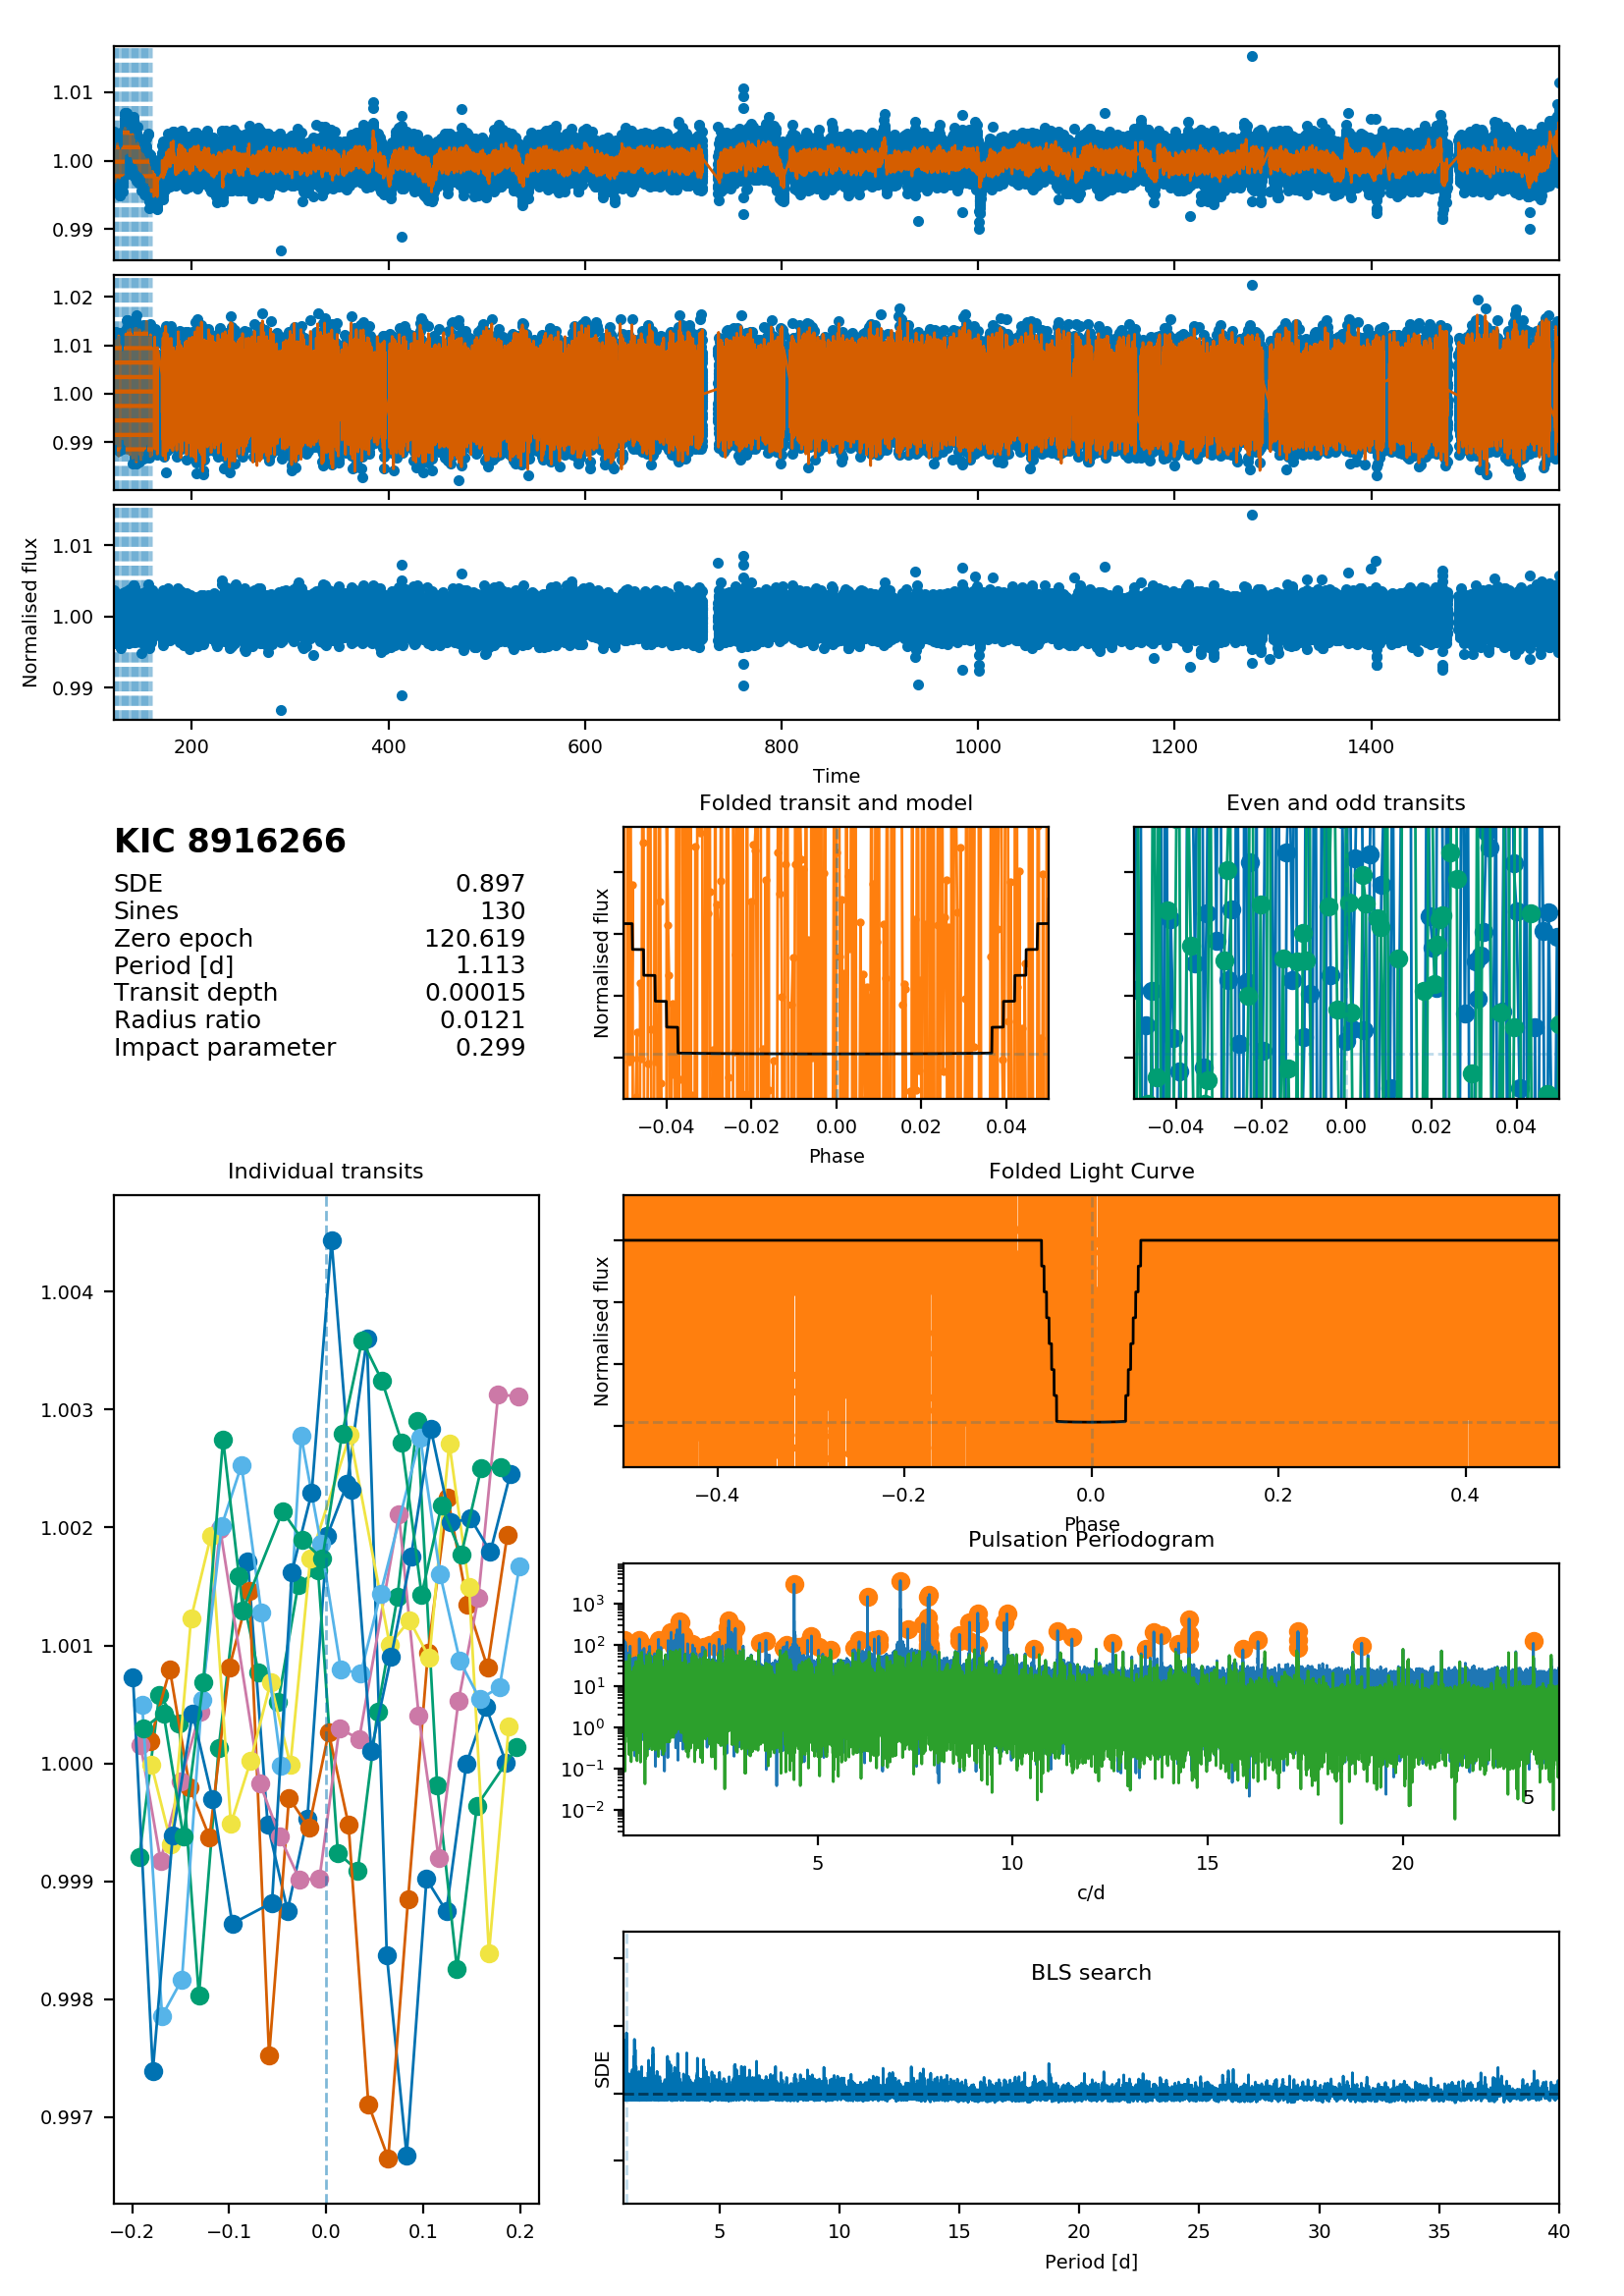 1.01
1.00
0.99
1.02
1.01
1.00
0.99
1.01
1.00
0.99
Normalised flux
200 400 600 800 1000 1200 1400
Time
KIC 8916266
SDE 0.897
Sines 130
Zero epoch 120.619
Period [d] 1.113
Transit depth 0.00015
Radius ratio 0.0121
Impact parameter 0.299
Folded transit and model
Normalised flux
−0.04 −0.02 0.00 0.02 0.04
Phase
Even and odd transits
−0.04 −0.02 0.00 0.02 0.04
Individual transits
1.004
1.003
1.002
1.001
1.000
0.999
0.998
0.997
−0.2 −0.1 0.0 0.1 0.2
Folded Light Curve
Normalised flux
−0.4 −0.2 0.0 0.2 0.4
Phase
Pulsation Periodogram
10³
10²
10¹
10⁰
10⁻¹
10⁻²
5
5 10 15 20
c/d
BLS search
SDE
5 10 15 20 25 30 35 40
Period [d]